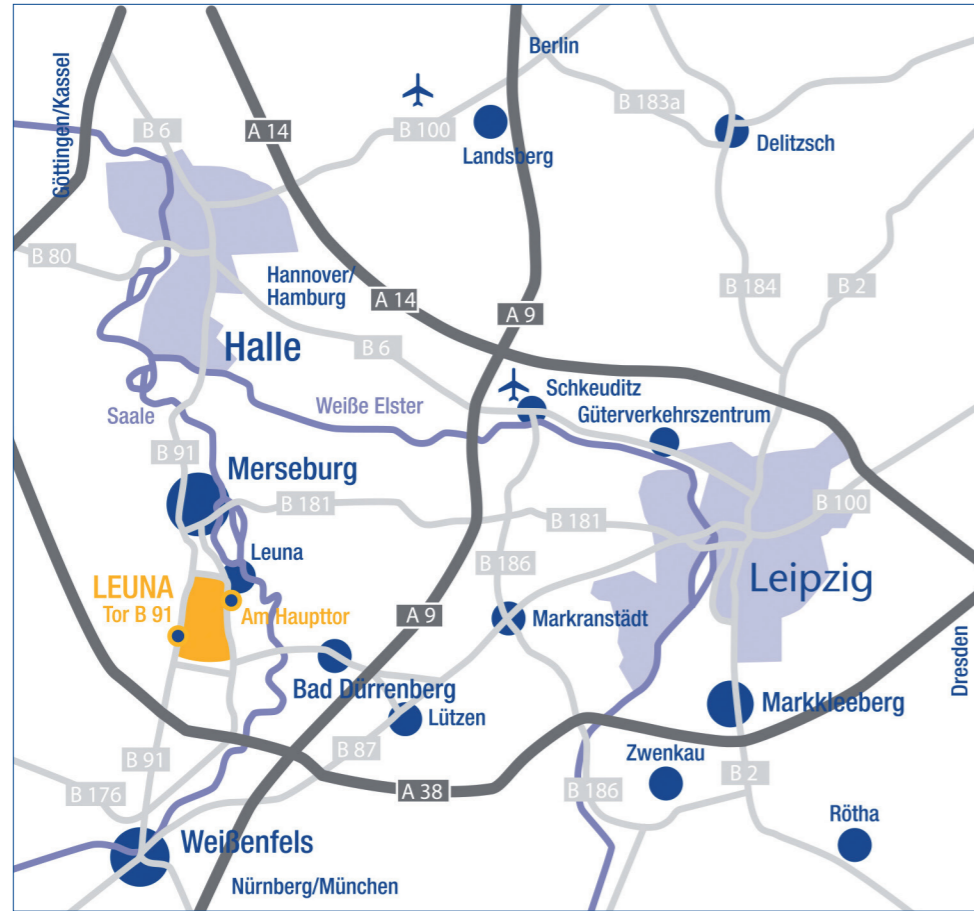 Göttingen/Kassel
Berlin
B 183a
B 6
A 14
B 100
Landsberg
Delitzsch
B 80
Hannover/
Hamburg
A 14
A 9
B 184
B 2
Halle
B 6
Schkeuditz
Saale
Weiße Elster
Güterverkehrszentrum
B 91
Merseburg
B 181
B 181
B 100
Leuna
B 186
Leipzig
LEUNA
Tor B 91
Am Haupttor
A 9
Markranstädt
Dresden
Bad Dürrenberg
Lützen
Markkleeberg
B 91
B 87
Zwenkau
B 2
B 176
A 38
B 186
Rötha
Weißenfels
Nürnberg/München